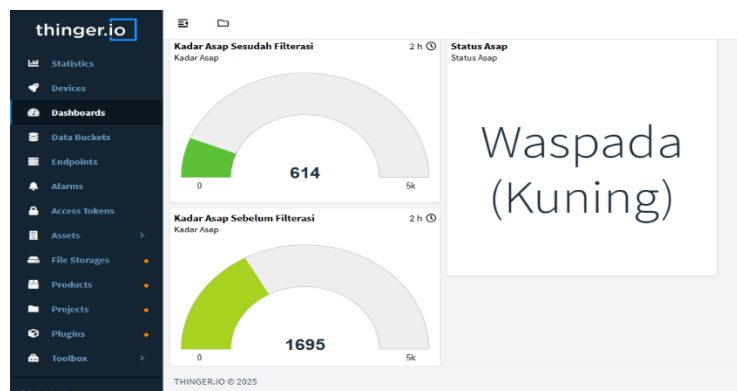 thinger.io
Statistics
Devices
Dashboards
Data Buckets
Endpoints
Alarms
Access Tokens
Assets
File Storages
Products
Projects
Plugins
Toolbox
Kadar Asap Sesudah Filterasi 2 h
Kadar Asap
614
0 5k
Kadar Asap Sebelum Filterasi 2 h
Kadar Asap
1695
0 5k
Status Asap
Status Asap
Waspada
(Kuning)
THINGER.IO © 2025